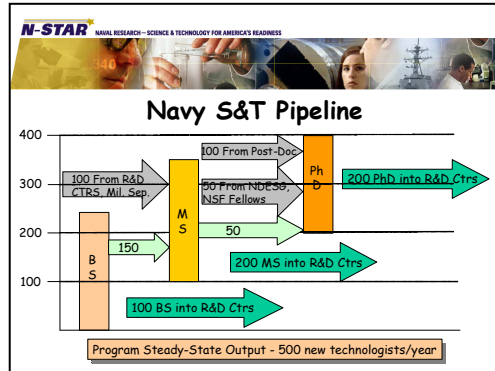 N-STAR NAVAL RESEARCH—SCIENCE & TECHNOLOGY FOR AMERICA'S READINESS
Navy S&T Pipeline
400
300
200
100
100 From R&D
CTRS, Mil. Sep.
100 From Post-Doc
50 From NDESG,
NSF Fellows
Ph
D
200 PhD into R&D Ctrs
M
S
B
S
150
50
200 MS into R&D Ctrs
100 BS into R&D Ctrs
Program Steady-State Output - 500 new technologists/year